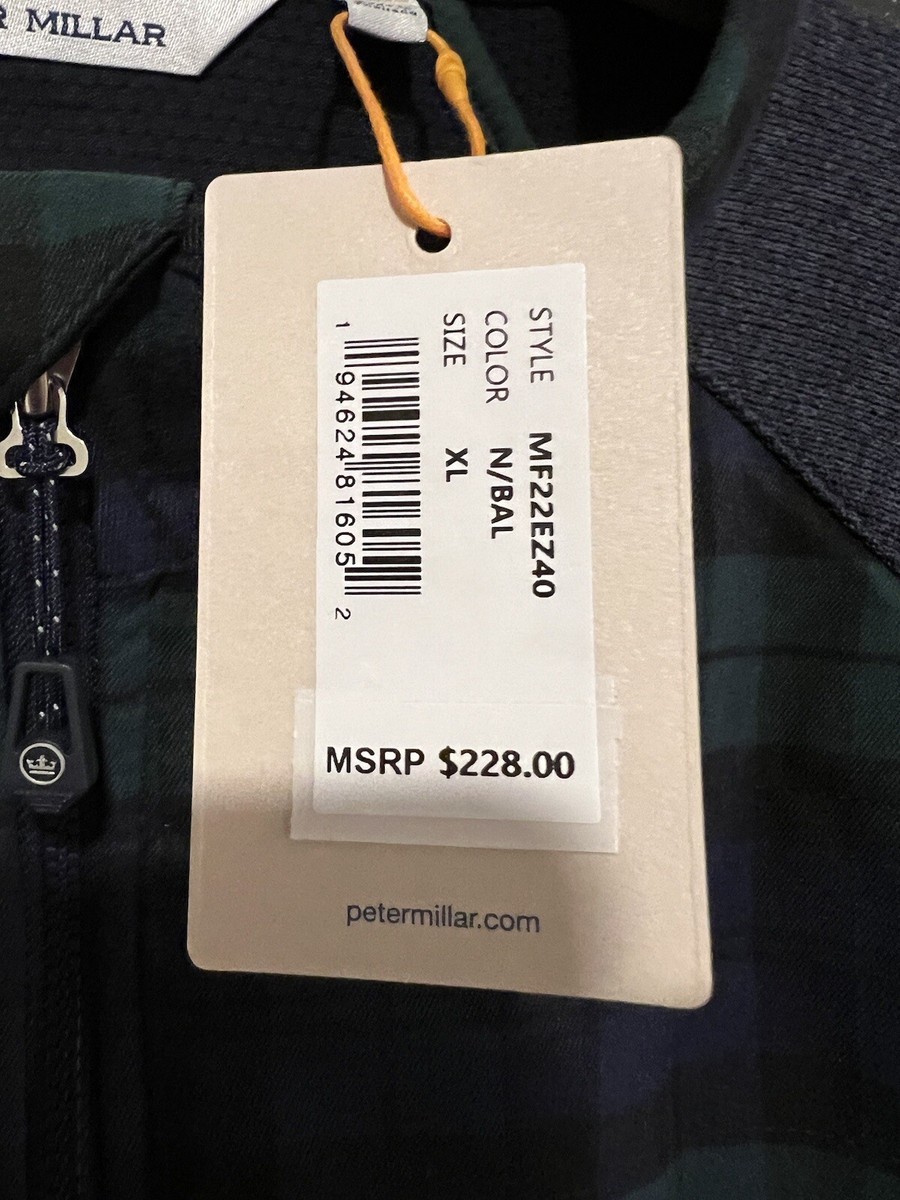 R MILLAR
STYLE MF22EZ40
COLOR N/BAL
SIZE XL
1 94624 81605 2
MSRP $228.00
petermillar.com